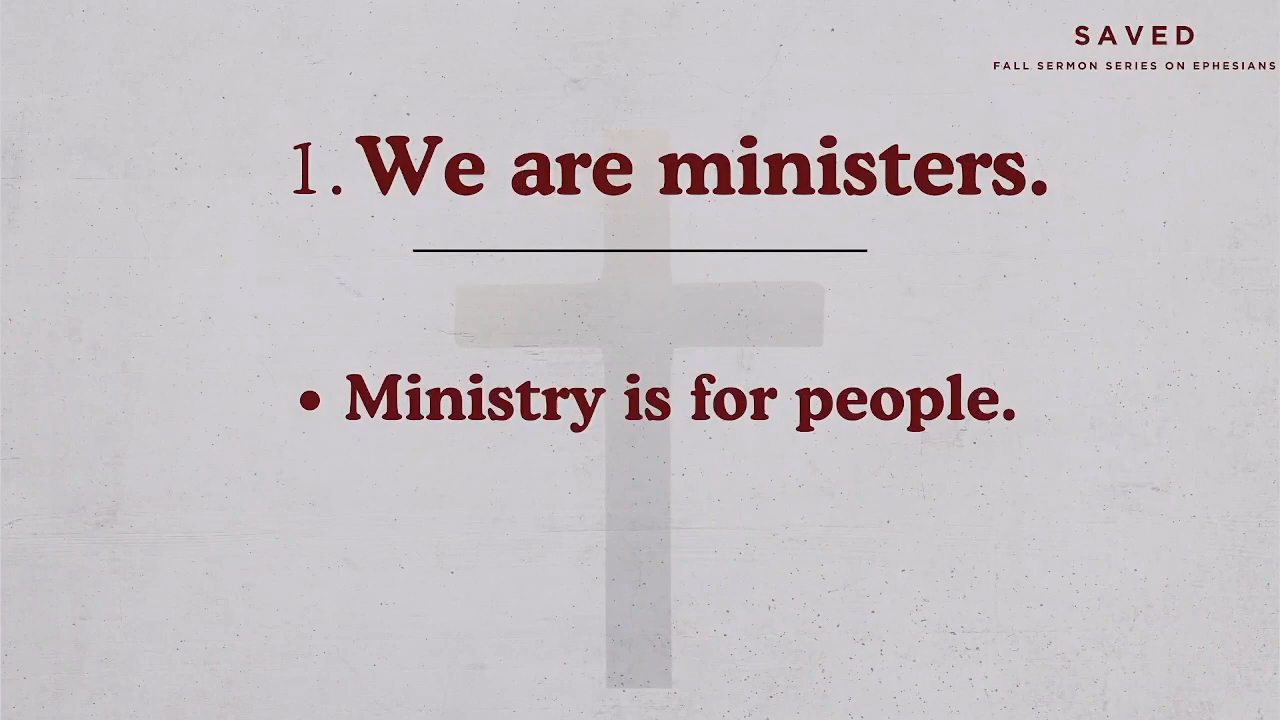 SAVED
FALL SERMON SERIES ON EPHESIANS
1. We are ministers.
• Ministry is for people.